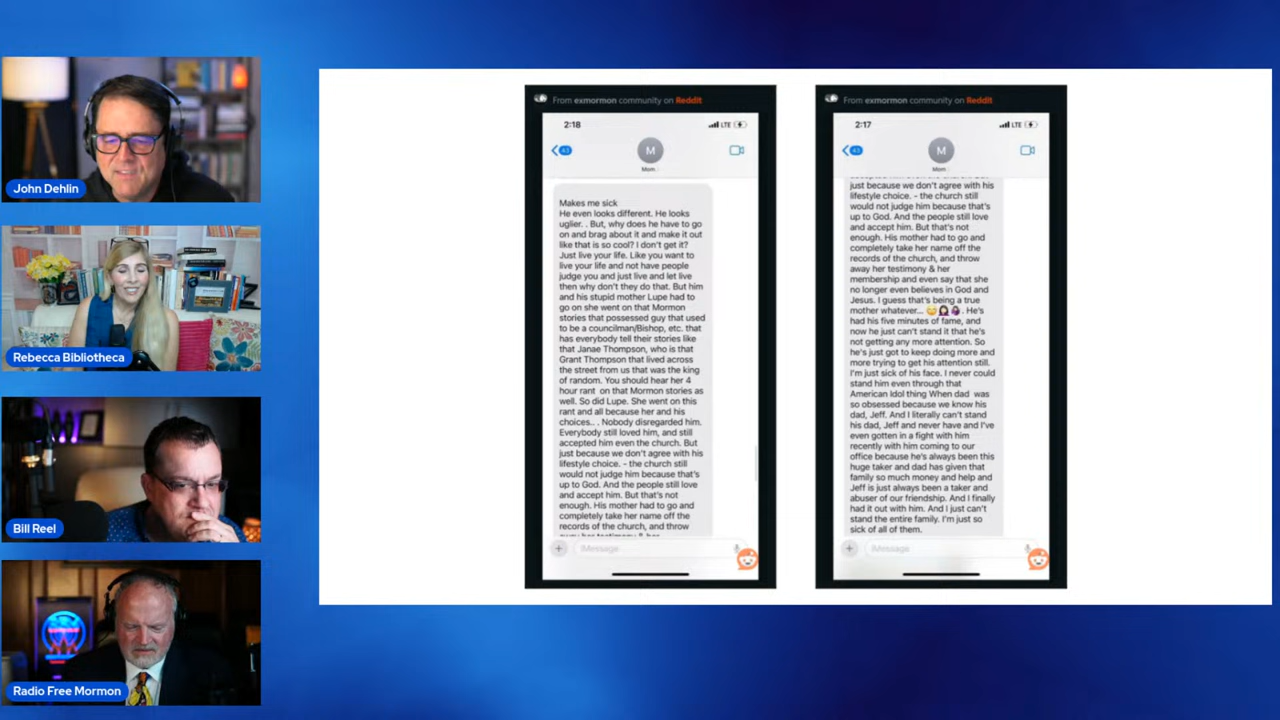 John Dehlin
Rebecca Bibliotheca
Bill Reel
Radio Free Mormon
From exmormon community on Reddit
2:18
LTE
43
M
Mom
Makes me sick
He even looks different. He looks
uglier. . But, why does he have to go
on and brag about it and make it out
like that is so cool? I don't get it?
Just live your life. Like you want to
live your life and not have people
judge you and just live and let live
then why don't they do that. But him
and his stupid mother Lupe had to
go on she went on that Mormon
stories that possessed guy that used
to be a councilman/Bishop, etc. that
has everybody tell their stories like
that Janae Thompson, who is that
Grant Thompson that lived across
the street from us that was the king
of random. You should hear her 4
hour rant on that Mormon stories as
well. So did Lupe. She went on this
rant and all because her and his
choices.. . Nobody disregarded him.
Everybody still loved him, and still
accepted him even the church. But
just because we don't agree with his
lifestyle choice. - the church still
would not judge him because that's
up to God. And the people still love
and accept him. But that's not
enough. His mother had to go and
completely take her name off the
records of the church, and throw
away her testimony & her
iMessage
From exmormon community on Reddit
2:17
LTE
43
M
Mom
just because we don't agree with his
lifestyle choice. - the church still
would not judge him because that's
up to God. And the people still love
and accept him. But that's not
enough. His mother had to go and
completely take her name off the
records of the church, and throw
away her testimony & her
membership and even say that she
no longer even believes in God and
Jesus. I guess that's being a true
mother whatever... He's
had his five minutes of fame, and
now he just can't stand it that he's
not getting any more attention. So
he's just got to keep doing more and
more trying to get his attention still.
I'm just sick of his face. I never could
stand him even through that
American Idol thing When dad was
so obsessed because we know his
dad, Jeff. And I literally can't stand
his dad, Jeff and never have and I've
even gotten in a fight with him
recently with him coming to our
office because he's always been this
huge taker and dad has given that
family so much money and help and
Jeff is just always been a taker and
abuser of our friendship. And I finally
had it out with him. And I just can't
stand the entire family. I'm just so
sick of all of them.
iMessage